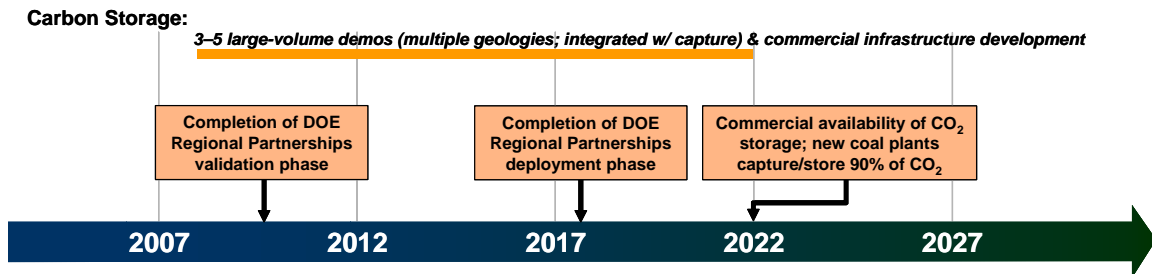 Carbon Storage:
3–5 large-volume demos (multiple geologies; integrated w/ capture) & commercial infrastructure development
Completion of DOE
Regional Partnerships
validation phase
Completion of DOE
Regional Partnerships
deployment phase
Commercial availability of CO₂
storage; new coal plants
capture/store 90% of CO₂
2007 2012 2017 2022 2027